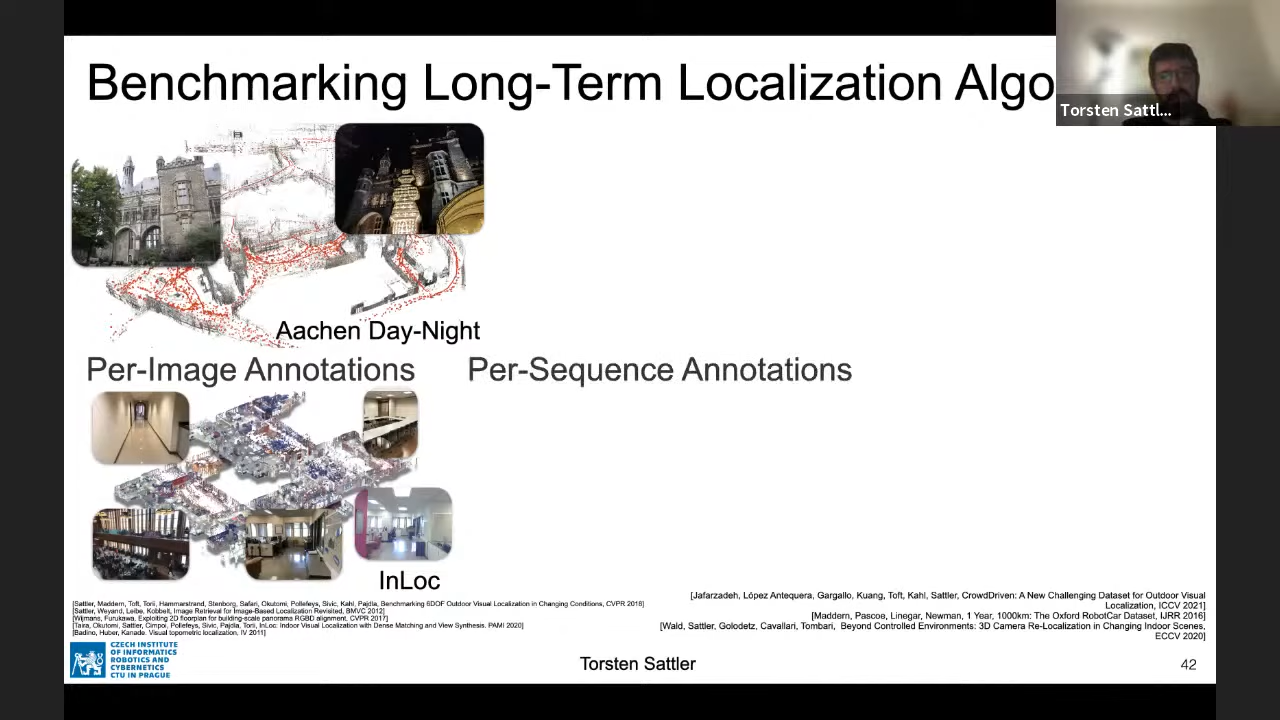 Benchmarking Long-Term Localization Algo
Torsten Sattl...
Aachen Day-Night
Per-Image Annotations
Per-Sequence Annotations
InLoc
[Sattler, Maddern, Toft, Torii, Hammarstrand, Stenborg, Safari, Okutomi, Pollefeys, Sivic, Kahl, Pajdla, Benchmarking 6DOF Outdoor Visual Localization in Changing Conditions, CVPR 2018]
[Sattler, Weyand, Leibe, Kobbelt, Image Retrieval for Image-Based Localization Revisited, BMVC 2012]
[Wijmans, Furukawa. Exploiting 2D floorplan for building-scale panorama RGBD alignment, CVPR 2017]
[Taira, Okutomi, Sattler, Cimpoi, Pollefeys, Sivic, Pajdla, Torii, InLoc: Indoor Visual Localization with Dense Matching and View Synthesis. PAMI 2020]
[Badino, Huber, Kanade. Visual topometric localization, IV 2011]
[Jafarzadeh, López Antequera, Gargallo, Kuang, Toft, Kahl, Sattler, CrowdDriven: A New Challenging Dataset for Outdoor Visual
Localization, ICCV 2021]
[Maddern, Pascoe, Linegar, Newman, 1 Year, 1000km: The Oxford RobotCar Dataset, IJRR 2016]
[Wald, Sattler, Golodetz, Cavallari, Tombari, Beyond Controlled Environments: 3D Camera Re-Localization in Changing Indoor Scenes,
ECCV 2020]
CZECH INSTITUTE
OF INFORMATICS
ROBOTICS AND
CYBERNETICS
CTU IN PRAGUE
Torsten Sattler
42